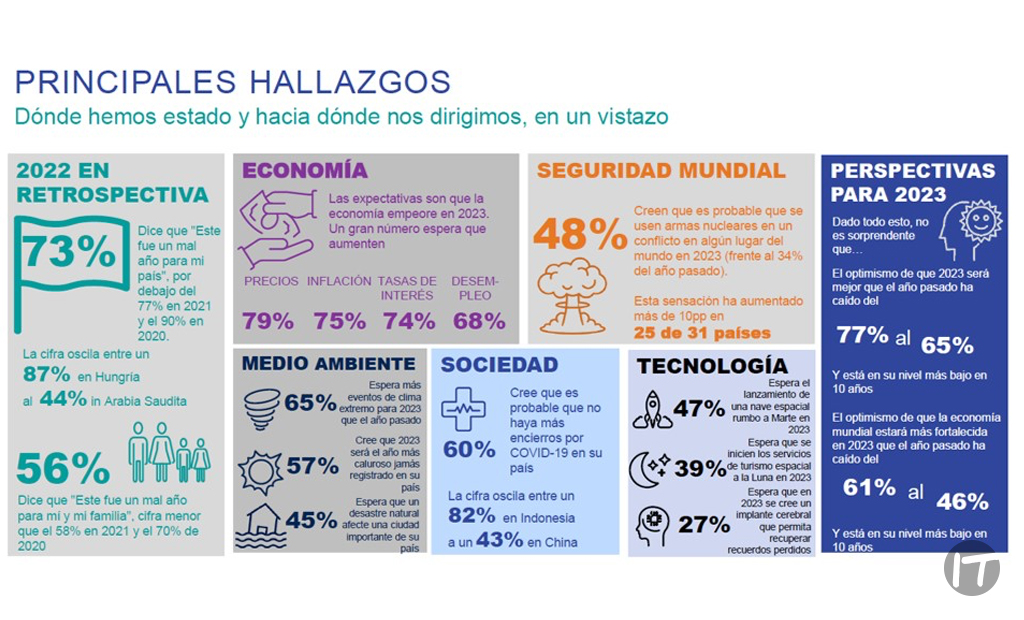 PRINCIPALES HALLAZGOS
Dónde hemos estado y hacia dónde nos dirigimos, en un vistazo
2022 EN
RETROSPECTIVA
73%
Dice que "Este
fue un mal
año para mi
país", por
debajo del
77% en 2021
y el 90% en
2020.
La cifra oscila entre un
87% en Hungría
al 44% in Arabia Saudita
56%
Dice que "Este fue un mal año
para mí y mi familia", cifra menor
que el 58% en 2021 y el 70% de
2020
ECONOMÍA
Las expectativas son que la
economía empeore en 2023.
Un gran número espera que
aumenten
PRECIOS
79%
INFLACIÓN
75%
TASAS DE
INTERÉS
74%
DESEM-
PLEO
68%
SEGURIDAD MUNDIAL
48%
Creen que es probable que se
usen armas nucleares en un
conflicto en algún lugar del
mundo en 2023 (frente al 34%
del año pasado).
Esta sensación ha aumentado
más de 10pp en
25 de 31 países
MEDIO AMBIENTE
65%
Espera más
eventos de clima
extremo para 2023
que el año pasado
57%
Cree que 2023
será el año más
caluroso jamás
registrado en su
país
45%
Espera que un
desastre natural
afecte una ciudad
importante de su
país
SOCIEDAD
60%
Cree que es
probable que no
haya más
encierros por
COVID-19 en su
país
La cifra oscila entre un
82% en Indonesia
a un 43% en China
TECNOLOGÍA
47%
Espera el
lanzamiento de
una nave espacial
rumbo a Marte en
2023
39%
Espera que se
inicien los servicios
de turismo espacial
a la Luna en 2023
27%
Espera que en
2023 se cree un
implante cerebral
que permita
recuperar
recuerdos perdidos
PERSPECTIVAS
PARA 2023
Dado todo esto, no
es sorprendente
que…
El optimismo de que 2023 será
mejor que el año pasado ha
caído del
77% al 65%
Y está en su nivel más bajo en
10 años
El optimismo de que la economía
mundial estará más fortalecida
en 2023 que el año pasado ha
caído del
61% al 46%
Y está en su nivel más bajo en
10 años
IT